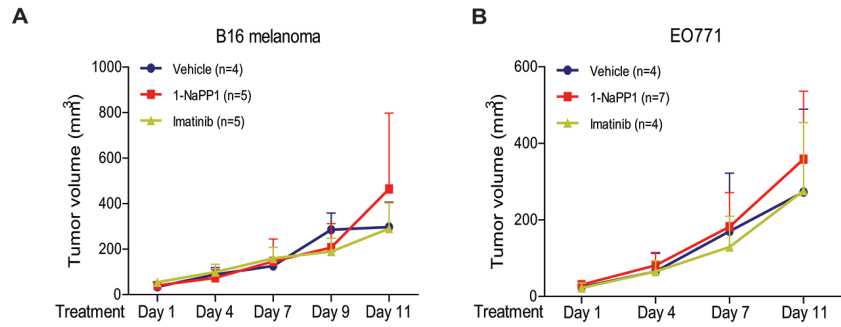 A
B16 melanoma
Tumor volume (mm3)
1000
800
600
400
200
0
Vehicle (n=4)
1-NaPP1 (n=5)
Imatinib (n=5)
Treatment Day 1 Day 4 Day 7 Day 9 Day 11
B
EO771
Tumor volume (mm3)
600
400
200
0
Vehicle (n=4)
1-NaPP1 (n=7)
Imatinib (n=4)
Treatment Day 1 Day 4 Day 7 Day 11